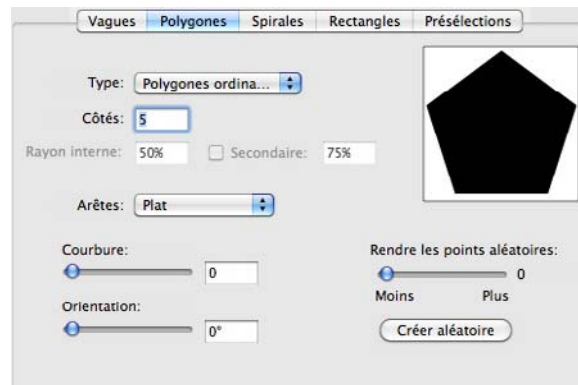 Vagues Polygones Spirales Rectangles Présélections
Type: Polygones ordina...
Côtés: 5
Rayon interne: 50% Secondaire: 75%
Arêtes: Plat
Courbure:
0
Orientation:
0°
Rendre les points aléatoires:
0
Moins Plus
Créer aléatoire